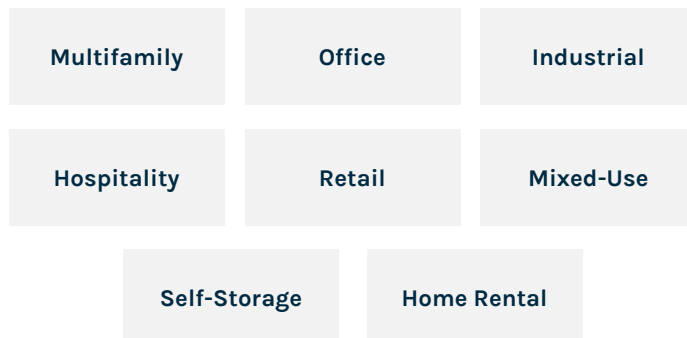 Multifamily
Office
Industrial
Hospitality
Retail
Mixed-Use
Self-Storage
Home Rental